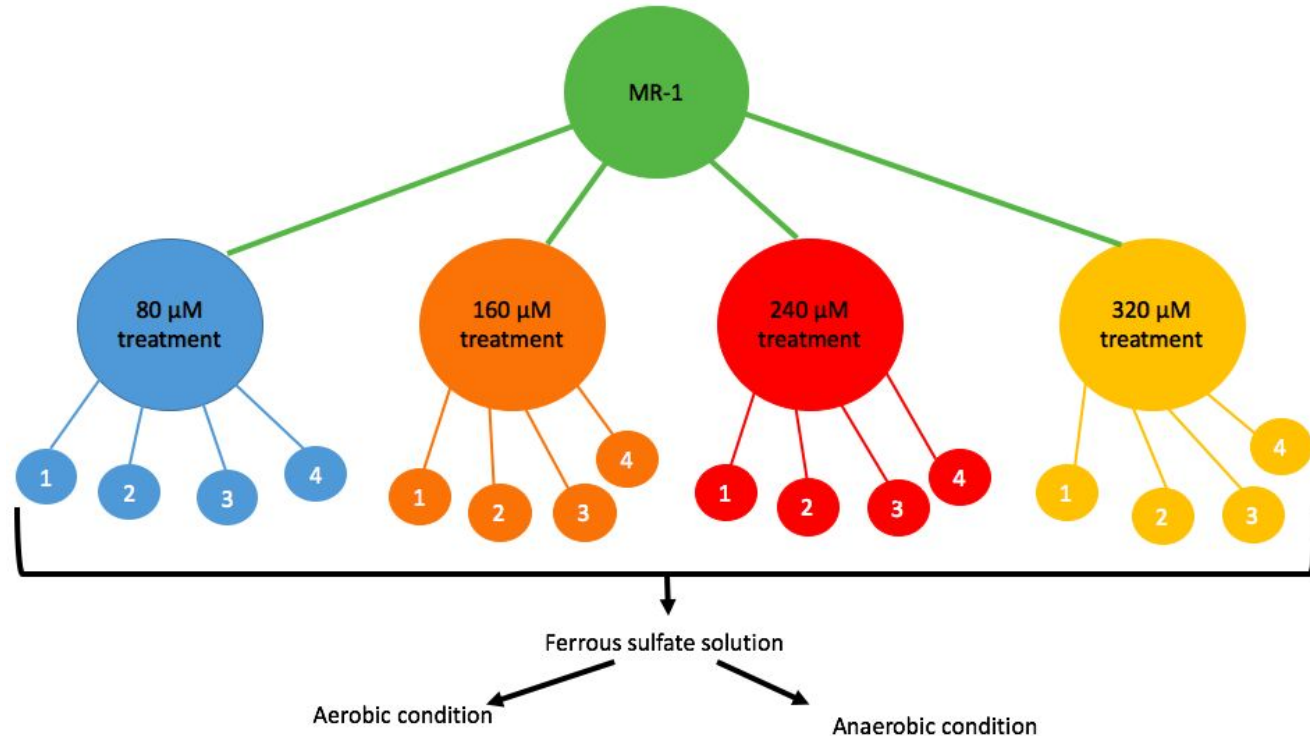 MR-1
80 µM
treatment
160 µM
treatment
240 µM
treatment
320 µM
treatment
1
2
3
4
1
2
3
4
1
2
3
4
1
2
3
4
Ferrous sulfate solution
Aerobic condition
Anaerobic condition